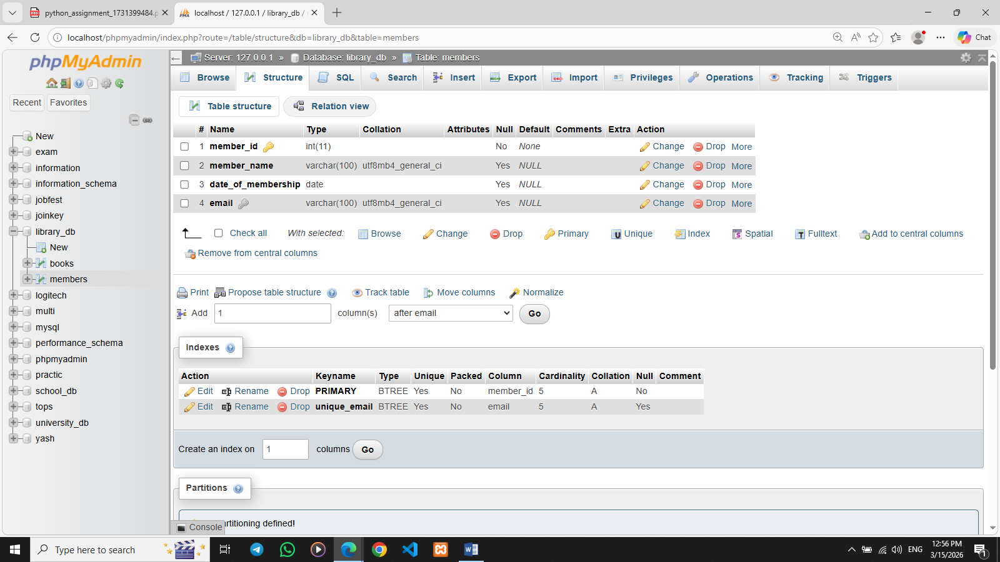 python_assignment_1731399484.p
localhost / 127.0.0.1 / library_db /
localhost/phpmyadmin/index.php?route=/table/structure&db=library_db&table=members
Chat
phpMyAdmin
Recent Favorites
New
exam
information
information_schema
jobfest
joinkey
library_db
New
books
members
logitech
multi
mysql
performance_schema
phpmyadmin
practic
school_db
tops
university_db
yash
Server: 127.0.0.1 » Database: library_db » Table: members
Browse Structure SQL Search Insert Export Import Privileges Operations Tracking Triggers
Table structure Relation view
# Name Type Collation Attributes Null Default Comments Extra Action
1 member_id int(11) No None Change Drop More
2 member_name varchar(100) utf8mb4_general_ci Yes NULL Change Drop More
3 date_of_membership date Yes NULL Change Drop More
4 email varchar(100) utf8mb4_general_ci Yes NULL Change Drop More
Check all With selected: Browse Change Drop Primary Unique Index Spatial Fulltext Add to central columns
Remove from central columns
Print Propose table structure Track table Move columns Normalize
Add 1 column(s) after email Go
Indexes
Action Keyname Type Unique Packed Column Cardinality Collation Null Comment
Edit Rename Drop PRIMARY BTREE Yes No member_id 5 A No
Edit Rename Drop unique_email BTREE Yes No email 5 A Yes
Create an index on 1 columns Go
Partitions
defined!
Console
Type here to search
ENG
12:56 PM
3/15/2026
1